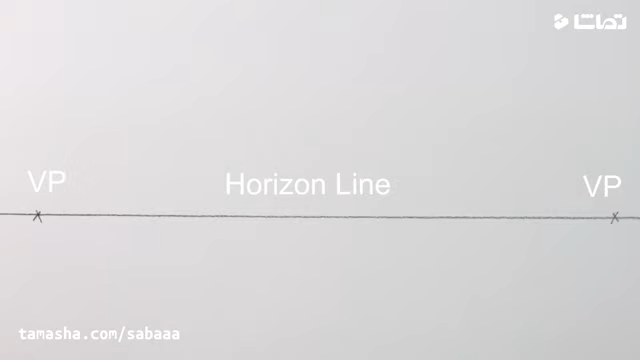 تماشا
VP
Horizon Line
VP
tamasha.com/sabaaa